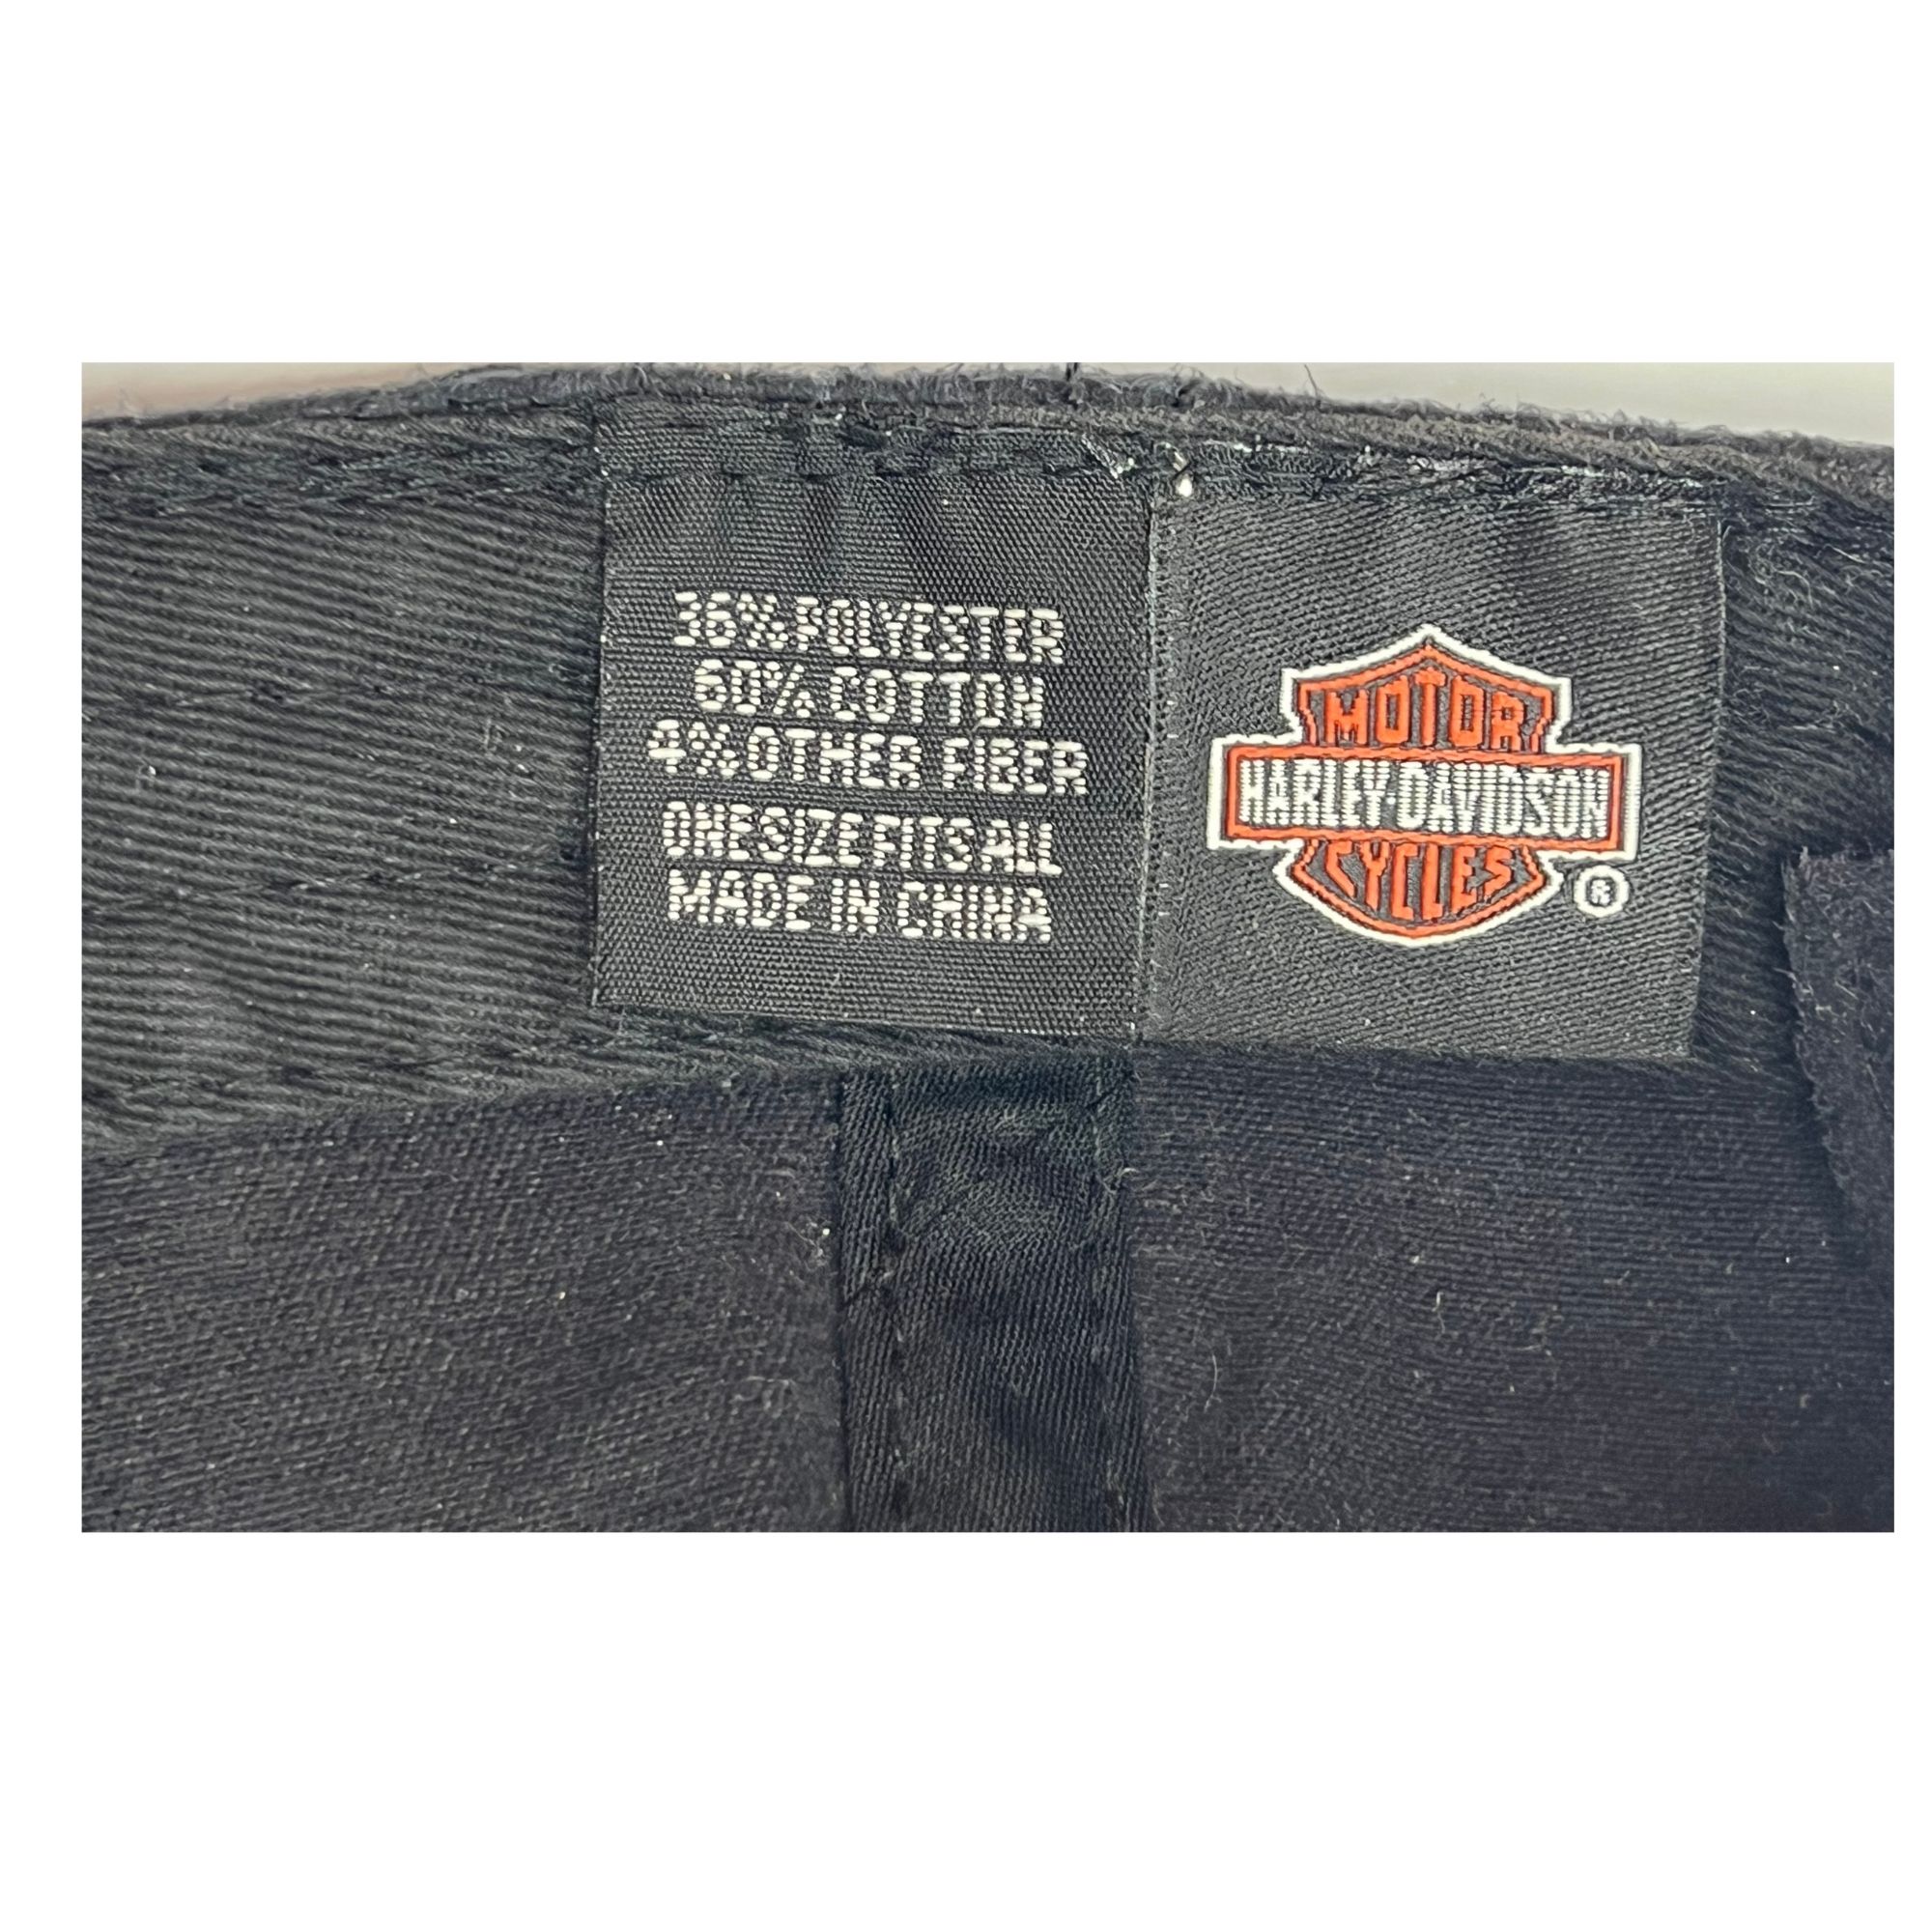 36% POLYESTER
60% COTTON
4% OTHER FIBER
ONE SIZE FITS ALL
MADE IN CHINA
MOTOR
HARLEY-DAVIDSON
CYCLES
®